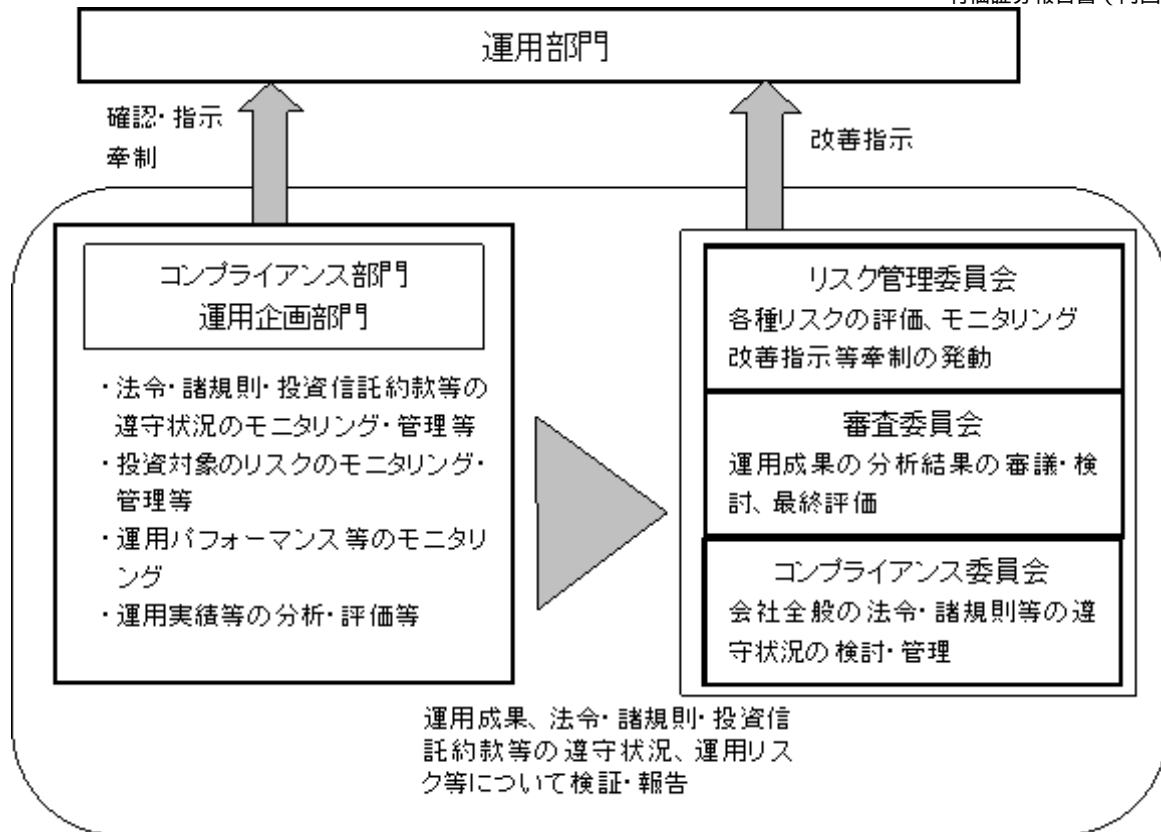 運用部門
確認・指示
牽制
改善指示
コンプライアンス部門
運用企画部門
・法令・諸規則・投資信託約款等の
遵守状況のモニタリング・管理等
・投資対象のリスクのモニタリング・
管理等
・運用パフォーマンス等のモニタリ
ング
・運用実績等の分析・評価等
リスク管理委員会
各種リスクの評価、モニタリング
改善指示等牽制の発動
審査委員会
運用成果の分析結果の審議・検
討、最終評価
コンプライアンス委員会
会社全般の法令・諸規則等の遵
守状況の検討・管理
運用成果、法令・諸規則・投資信
託約款等の遵守状況、運用リス
ク等について検証・報告